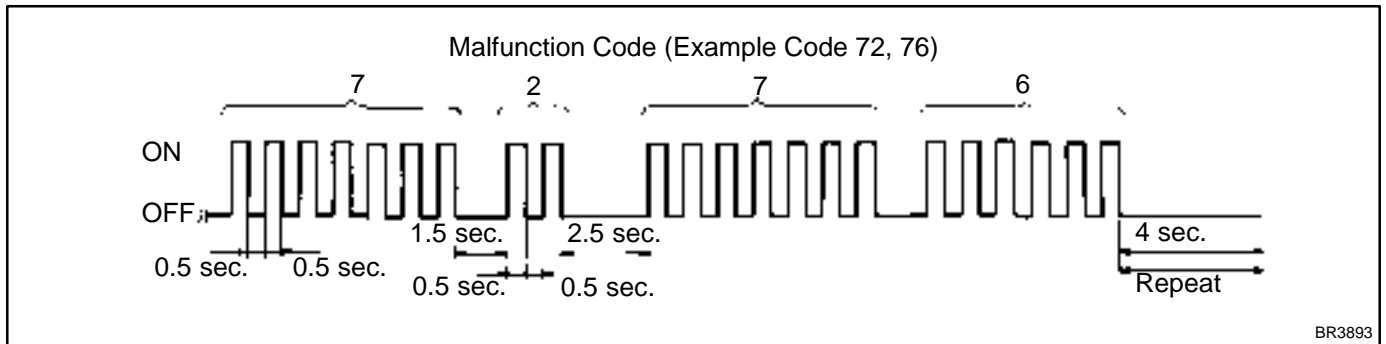 Malfunction Code (Example Code 72, 76)
7 2 7 6
ON
OFF
1.5 sec. 2.5 sec. 4 sec.
0.5 sec. 0.5 sec. 0.5 sec. 0.5 sec. Repeat
BR3893